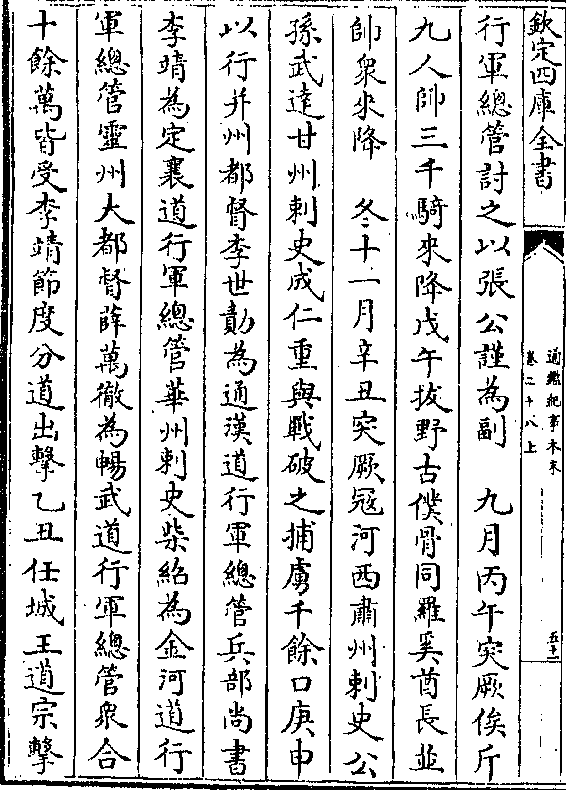 欽定四庫全書
通鑑紀事本末
卷二十八上
五十一
行軍總管討之以張公謹為副　九月丙午突厥俟斤
九人帥三千騎來降戊午拔野古僕骨同羅奚酋長並
帥衆來降　冬十一月辛丑突厥冦河西肅州刺史公
孫武達甘州刺史成仁重與戰破之捕虜千餘口庚申
以行并州都督李世勣為通漢道行軍總管兵部尚書
李靖為定襄道行軍總管華州刺史柴紹為金河道行
軍總管靈州大都督薛萬徹為暢武道行軍總管衆合
十餘萬皆受李靖節度分道出擊乙丑任城王道宗擊